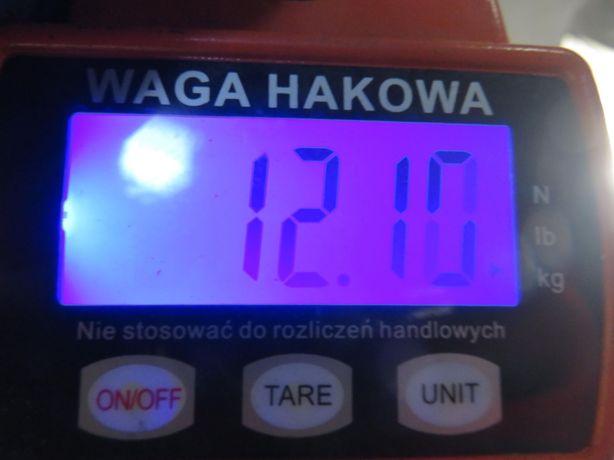 WAGA HAKOWA
12.10
N
lb
kg
Nie stosować do rozliczeń handlowych
ON/OFF TARE UNIT